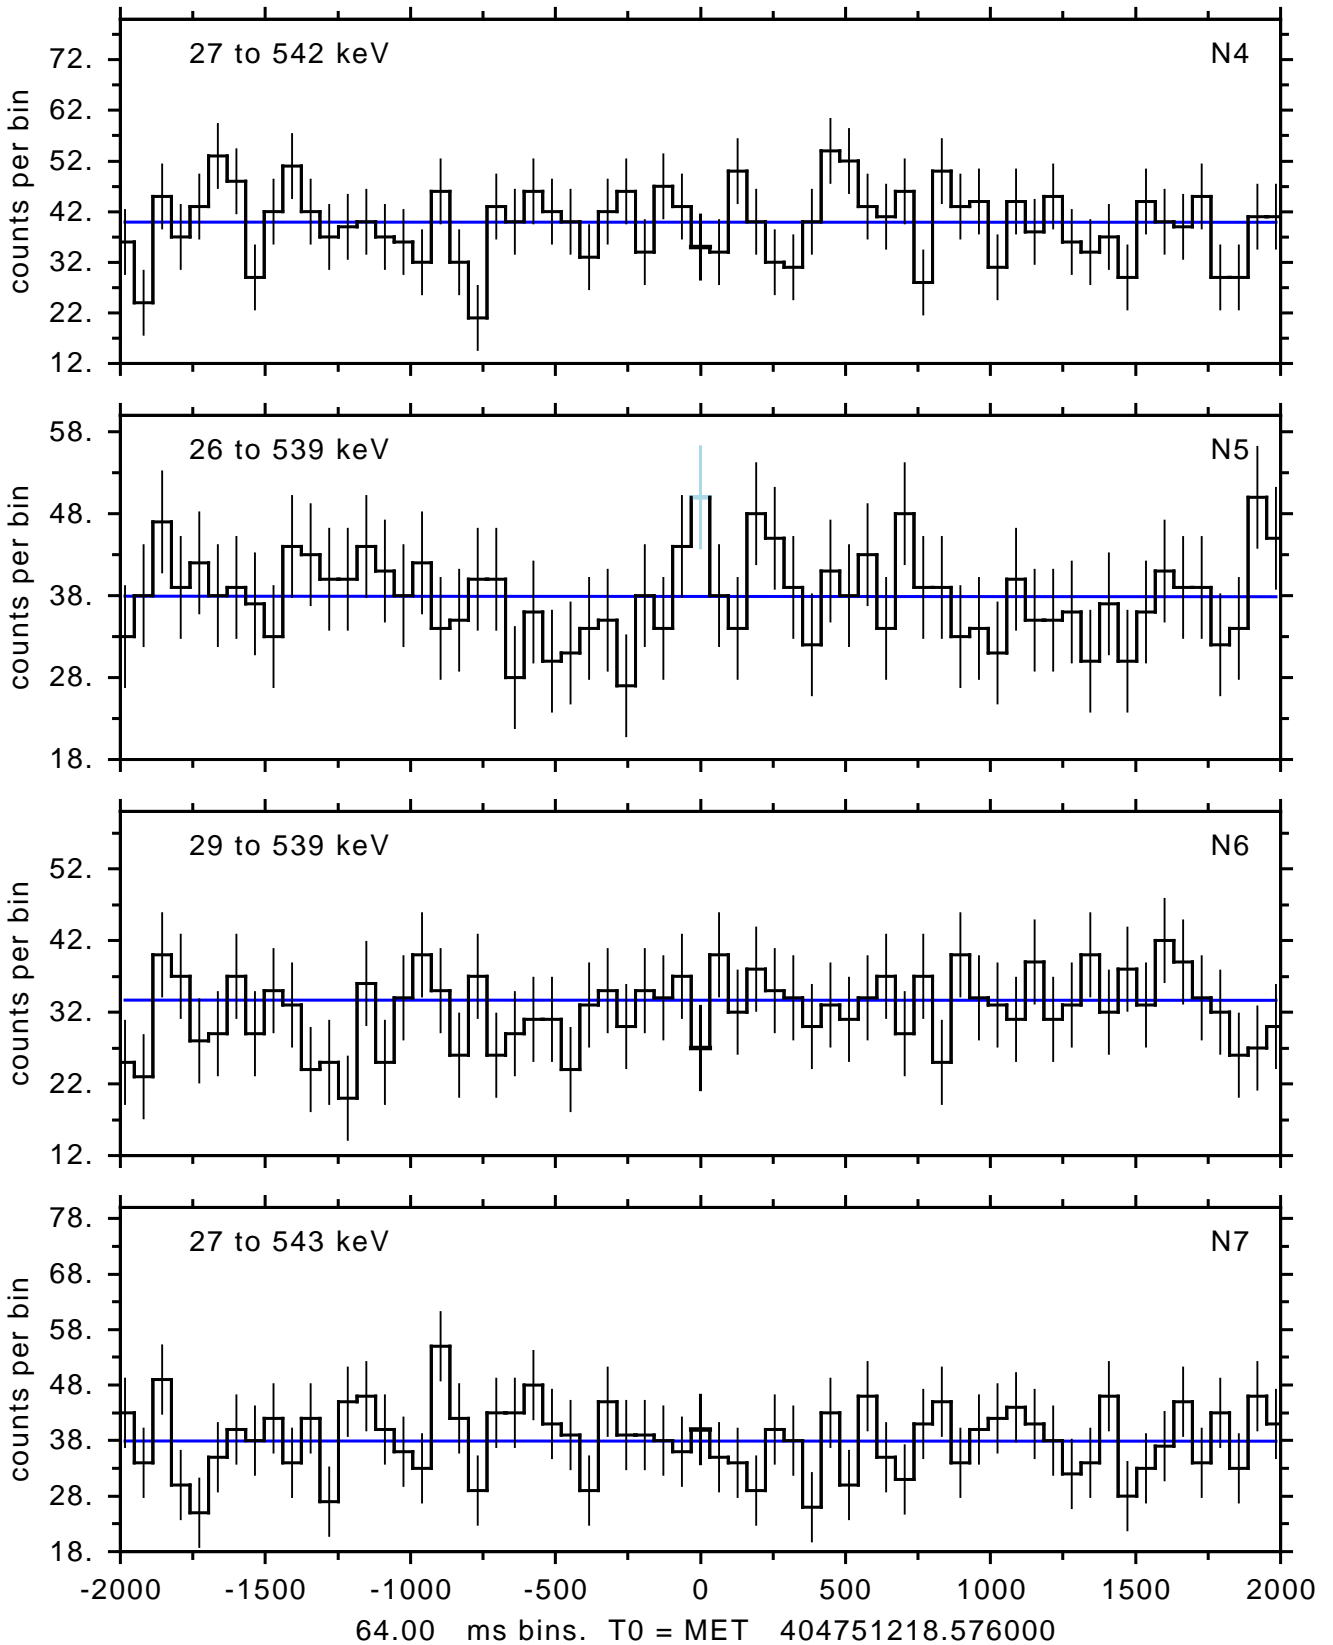 27 to 542 keV N4
72.
62.
52.
42.
32.
22.
12.
counts per bin
26 to 539 keV N5
58.
48.
38.
28.
18.
counts per bin
29 to 539 keV N6
52.
42.
32.
22.
12.
counts per bin
27 to 543 keV N7
78.
68.
58.
48.
38.
28.
18.
counts per bin
-2000 -1500 -1000 -500 0 500 1000 1500 2000
64.00 ms bins. T0 = MET 404751218.576000